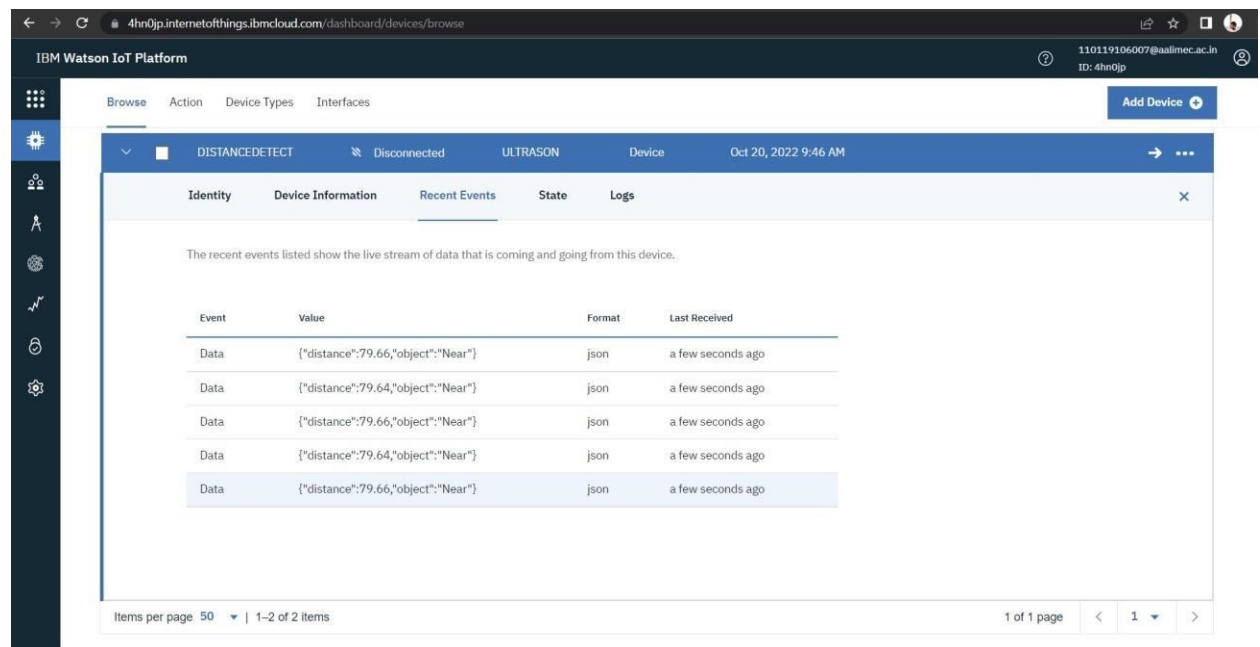 4hn0jp.internetofthings.ibmcloud.com/dashboard/devices/browse
IBM Watson IoT Platform
110119106007@aalimec.ac.in
ID: 4hn0jp
Browse Action Device Types Interfaces
Add Device
DISTANCEDETECT Disconnected ULTRASON Device Oct 20, 2022 9:46 AM
Identity Device Information Recent Events State Logs
The recent events listed show the live stream of data that is coming and going from this device.
Event Value Format Last Received
Data {"distance":79.66,"object":"Near"} json a few seconds ago
Data {"distance":79.64,"object":"Near"} json a few seconds ago
Data {"distance":79.66,"object":"Near"} json a few seconds ago
Data {"distance":79.64,"object":"Near"} json a few seconds ago
Data {"distance":79.66,"object":"Near"} json a few seconds ago
Items per page 50 | 1–2 of 2 items 1 of 1 page 1